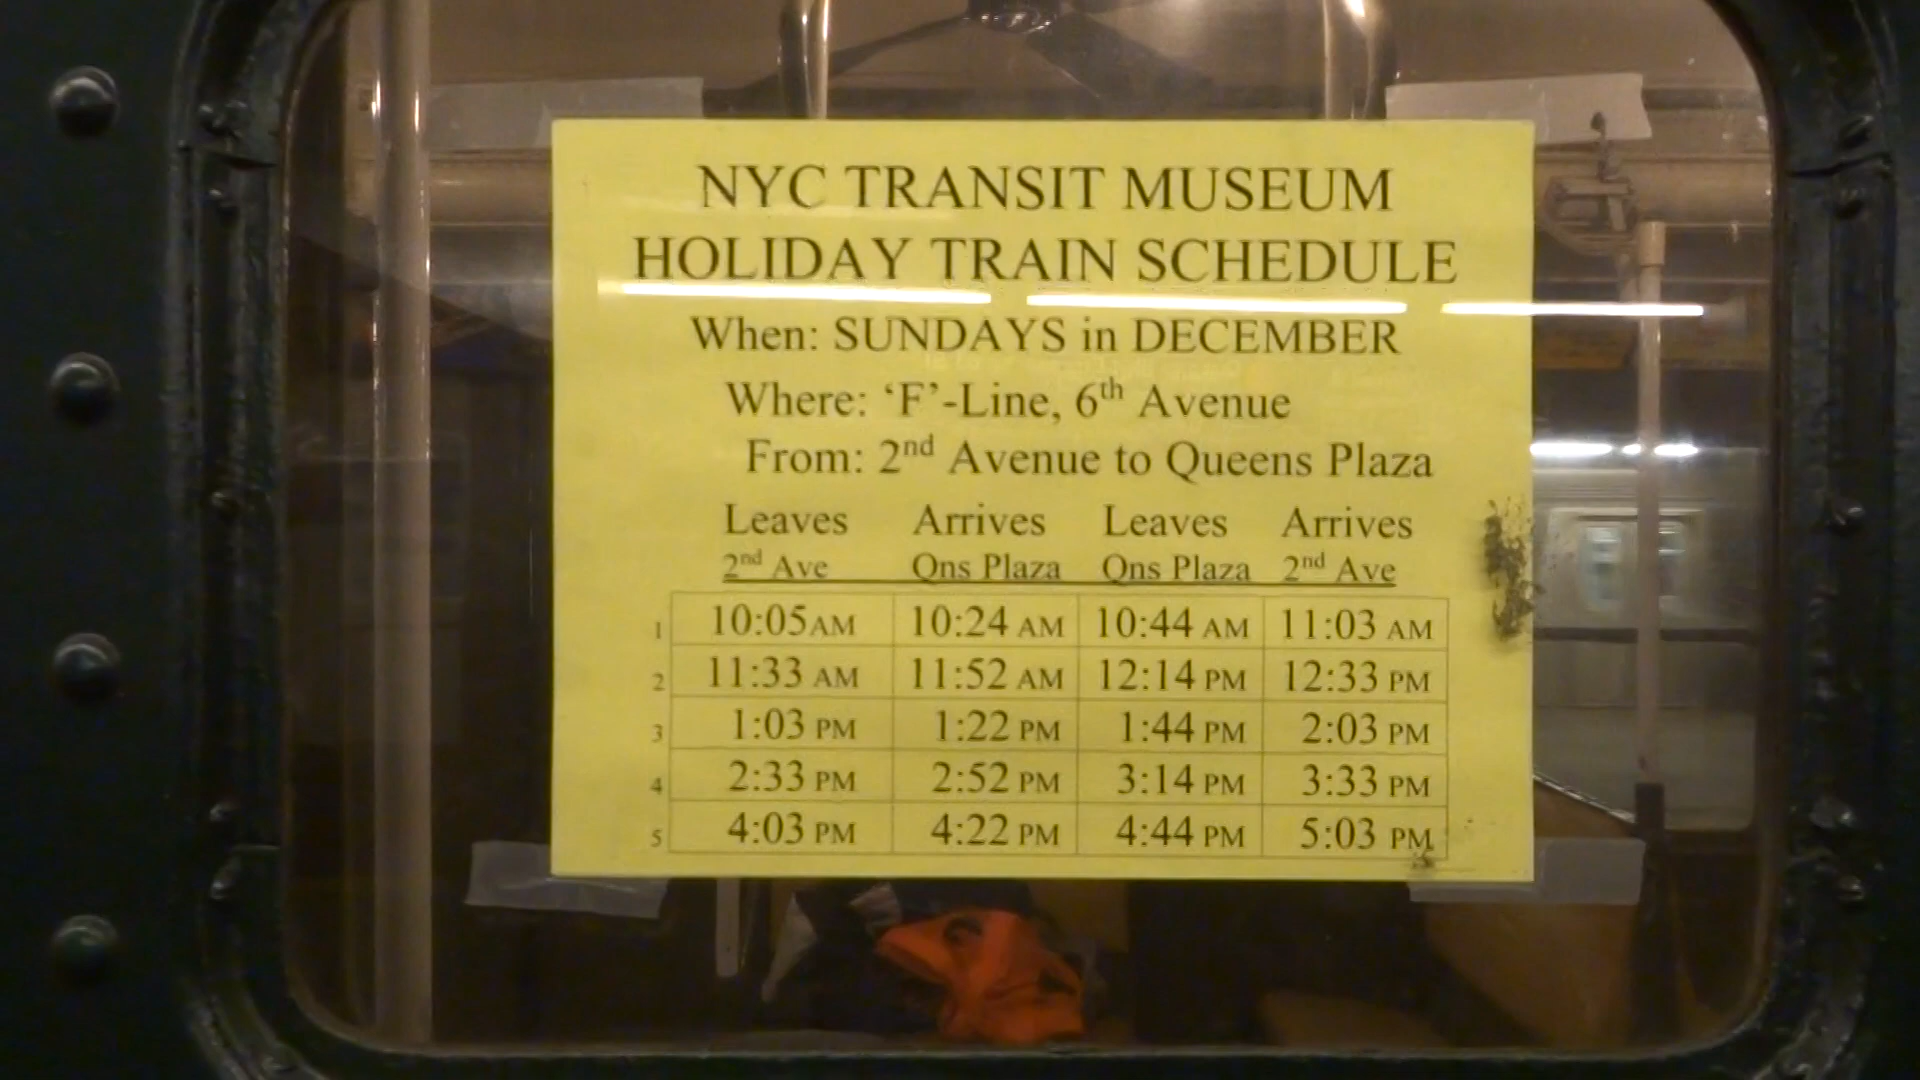 NYC TRANSIT MUSEUM
HOLIDAY TRAIN SCHEDULE
When: SUNDAYS in DECEMBER
Where: ‘F’-Line, 6th Avenue
From: 2nd Avenue to Queens Plaza
Leaves Arrives Leaves Arrives
2nd Ave Qns Plaza Qns Plaza 2nd Ave
1 10:05AM 10:24 AM 10:44 AM 11:03 AM
2 11:33 AM 11:52 AM 12:14 PM 12:33 PM
3 1:03 PM 1:22 PM 1:44 PM 2:03 PM
4 2:33 PM 2:52 PM 3:14 PM 3:33 PM
5 4:03 PM 4:22 PM 4:44 PM 5:03 PM